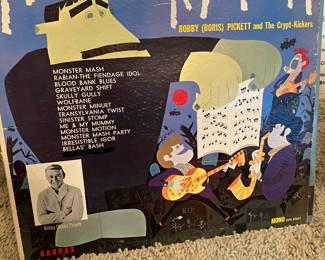 BOBBY (BORIS) PICKETT and The Crypt-Kickers
MONSTER MASH
RABIAN-THE FIENDAGE IDOL
BLOOD BANK BLUES
GRAVEYARD SHIFT
SKULLY GULLY
WOLFBANE
MONSTER MINUET
TRANSYLVANIA TWIST
SINISTER STOMP
ME & MY MUMMY
MONSTER MOTION
MONSTER MASH PARTY
IRRESISTIBLE IGOR
BELLAS' BASH
RIP
GARPAX
MONO